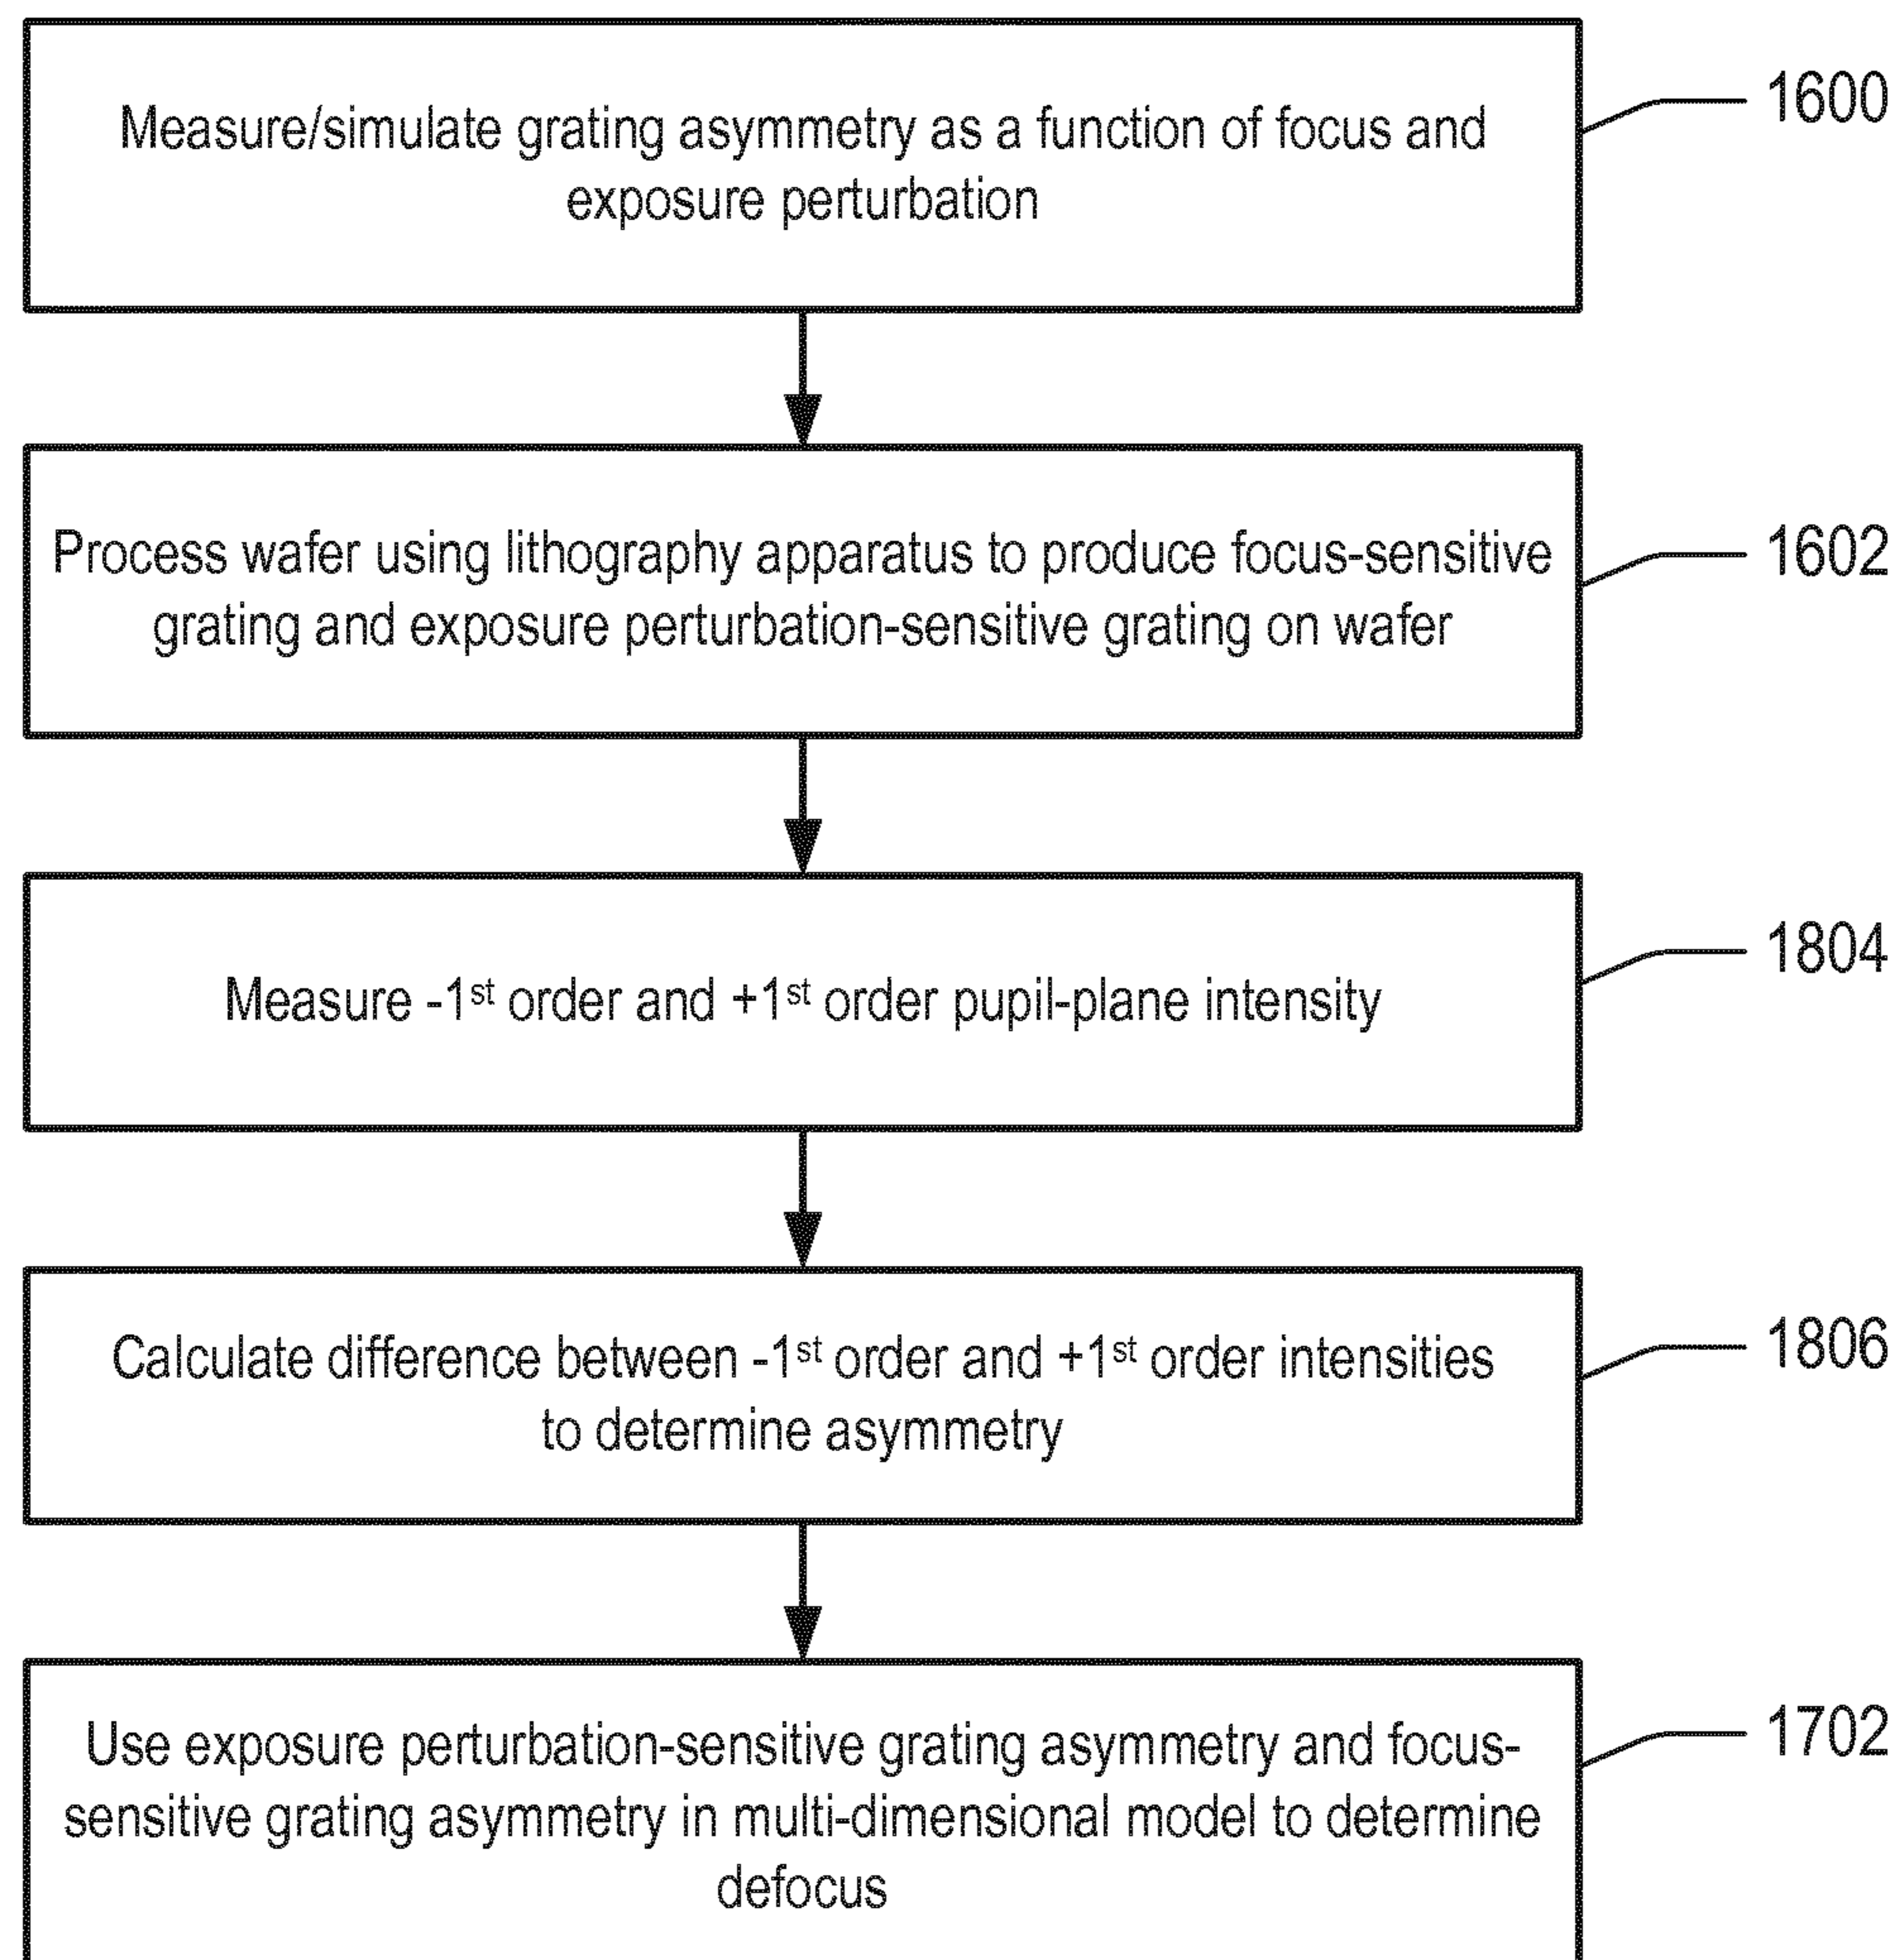 Measure/simulate grating asymmetry as a function of focus and
exposure perturbation
1600
Process wafer using lithography apparatus to produce focus-sensitive
grating and exposure perturbation-sensitive grating on wafer
1602
Measure -1st order and +1st order pupil-plane intensity
1804
Calculate difference between -1st order and +1st order intensities
to determine asymmetry
1806
Use exposure perturbation-sensitive grating asymmetry and focus-
sensitive grating asymmetry in multi-dimensional model to determine
defocus
1702